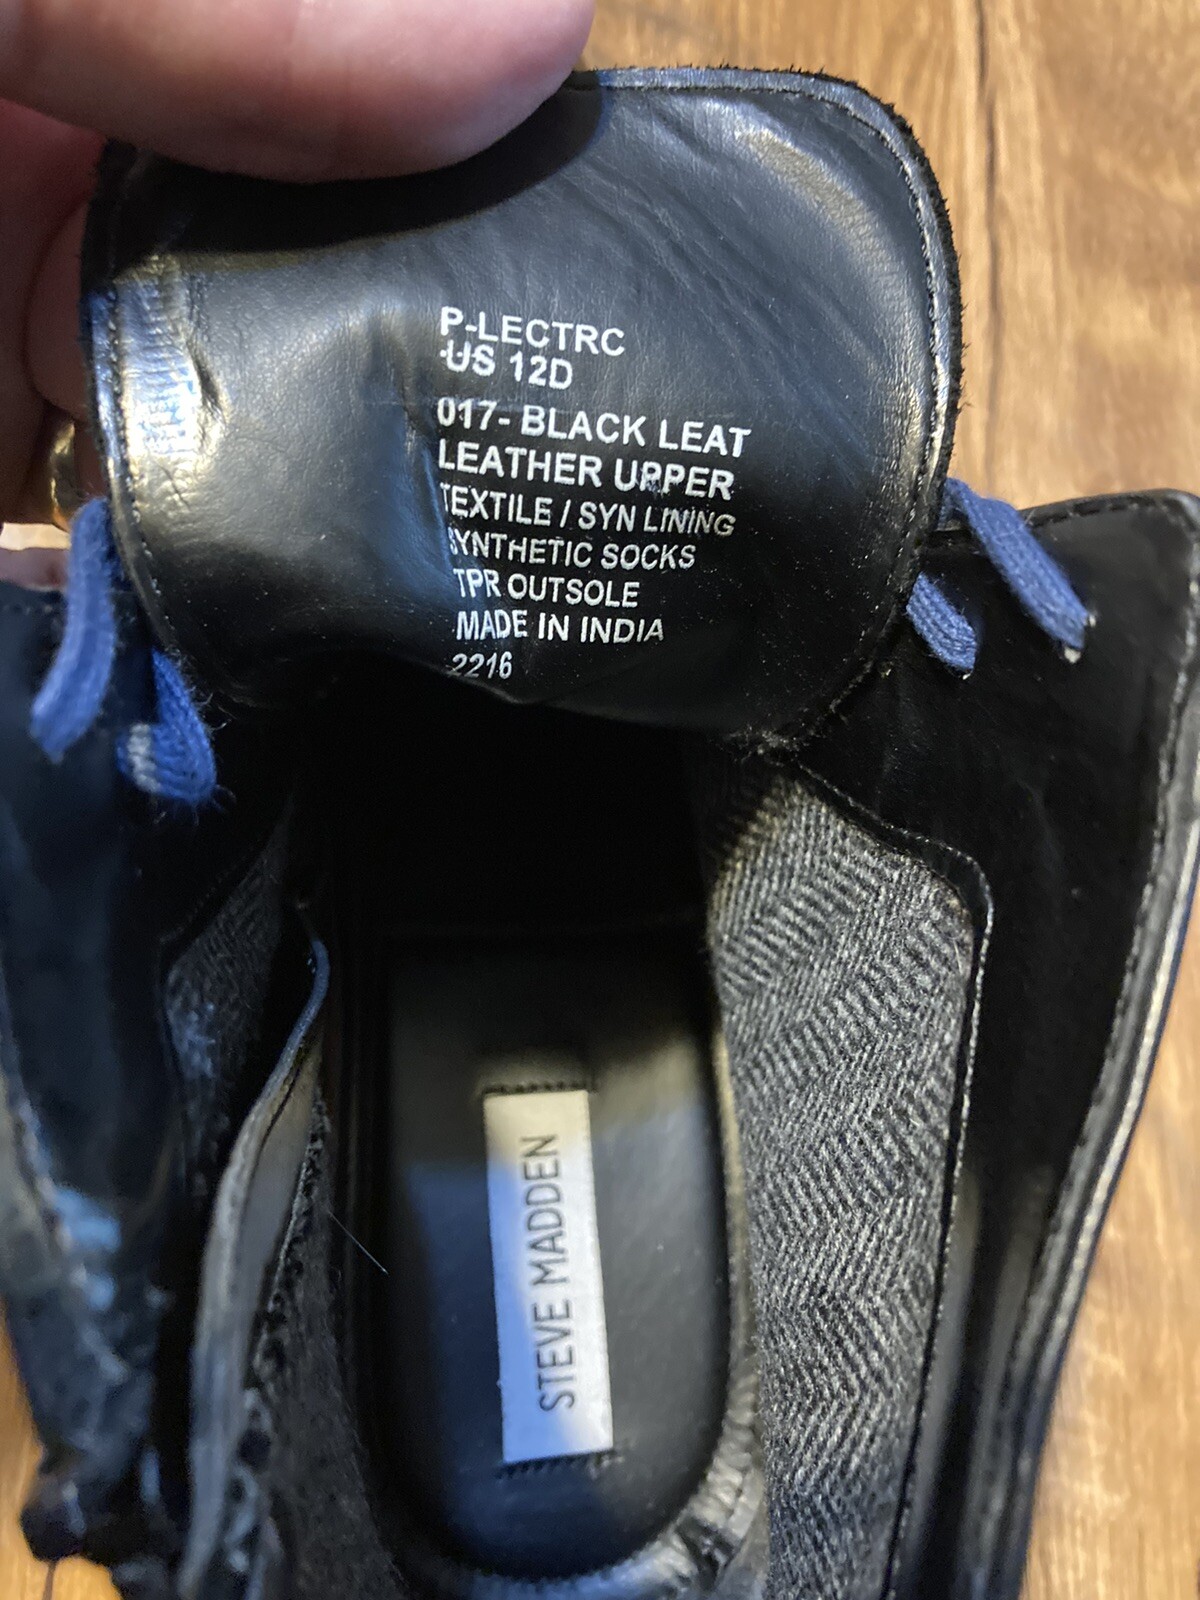 P-LECTRC
US 12D
017- BLACK LEAT
LEATHER UPPER
TEXTILE / SYN LINING
SYNTHETIC SOCKS
TPR OUTSOLE
MADE IN INDIA
2216
STEVE MADDEN